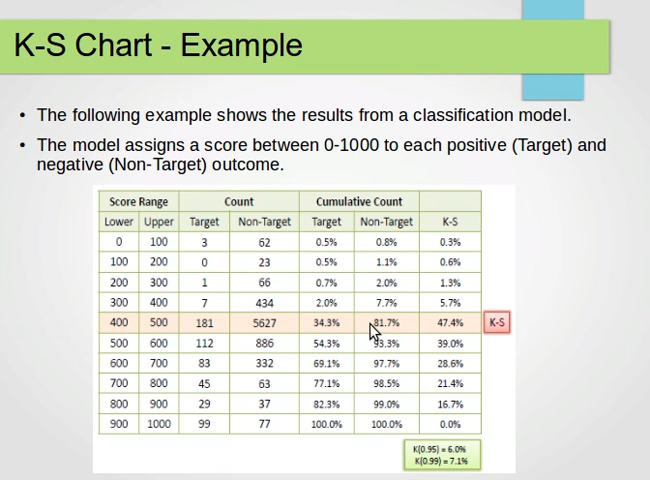 K-S Chart - Example
• The following example shows the results from a classification model.
• The model assigns a score between 0-1000 to each positive (Target) and
negative (Non-Target) outcome.
Score Range Count Cumulative Count
Lower Upper Target Non-Target Target Non-Target K-S
0 100 3 62 0.5% 0.8% 0.3%
100 200 0 23 0.5% 1.1% 0.6%
200 300 1 66 0.7% 2.0% 1.3%
300 400 7 434 2.0% 7.7% 5.7%
400 500 181 5627 34.3% 81.7% 47.4% K-S
500 600 112 886 54.3% 93.3% 39.0%
600 700 83 332 69.1% 97.7% 28.6%
700 800 45 63 77.1% 98.5% 21.4%
800 900 29 37 82.3% 99.0% 16.7%
900 1000 99 77 100.0% 100.0% 0.0%
K(0.95) = 6.0%
K(0.99) = 7.1%